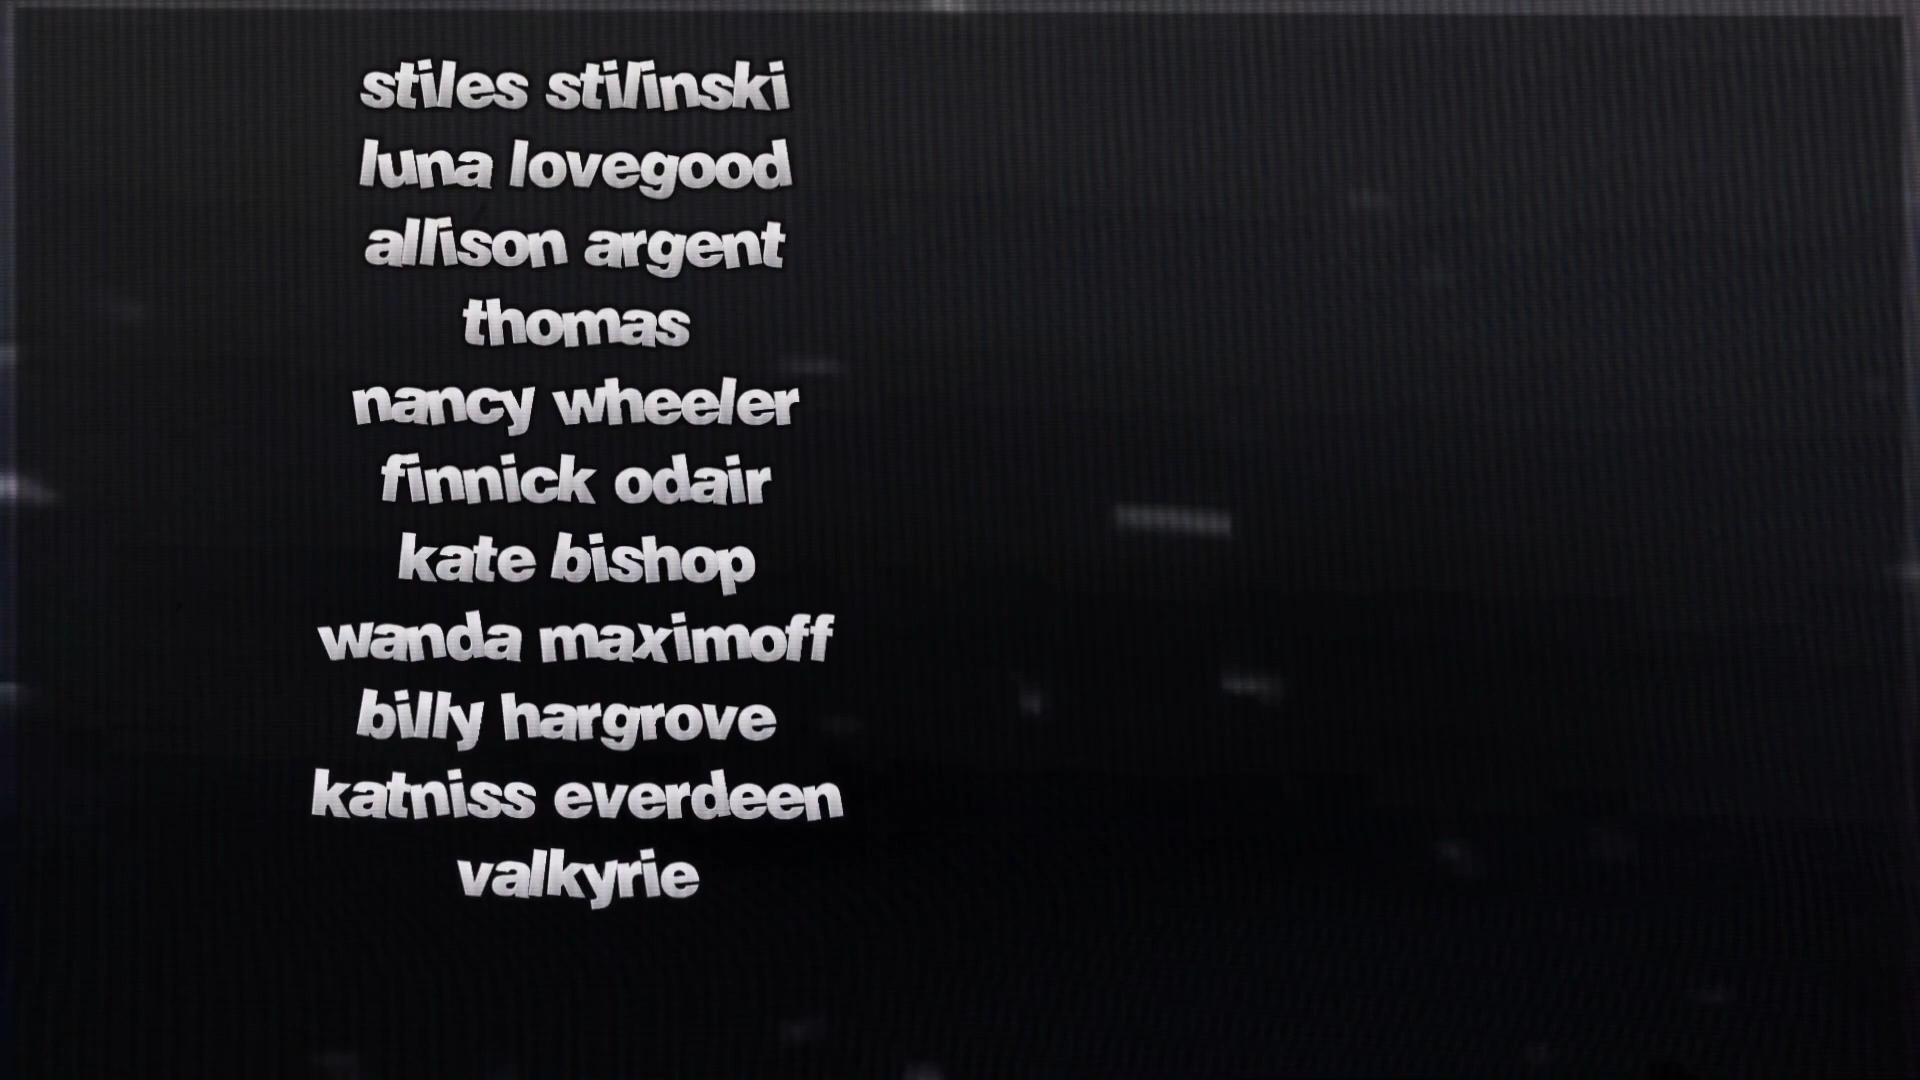 stiles stilinski
luna lovegood
allison argent
thomas
nancy wheeler
finnick odair
kate bishop
wanda maximoff
billy hargrove
katniss everdeen
valkyrie